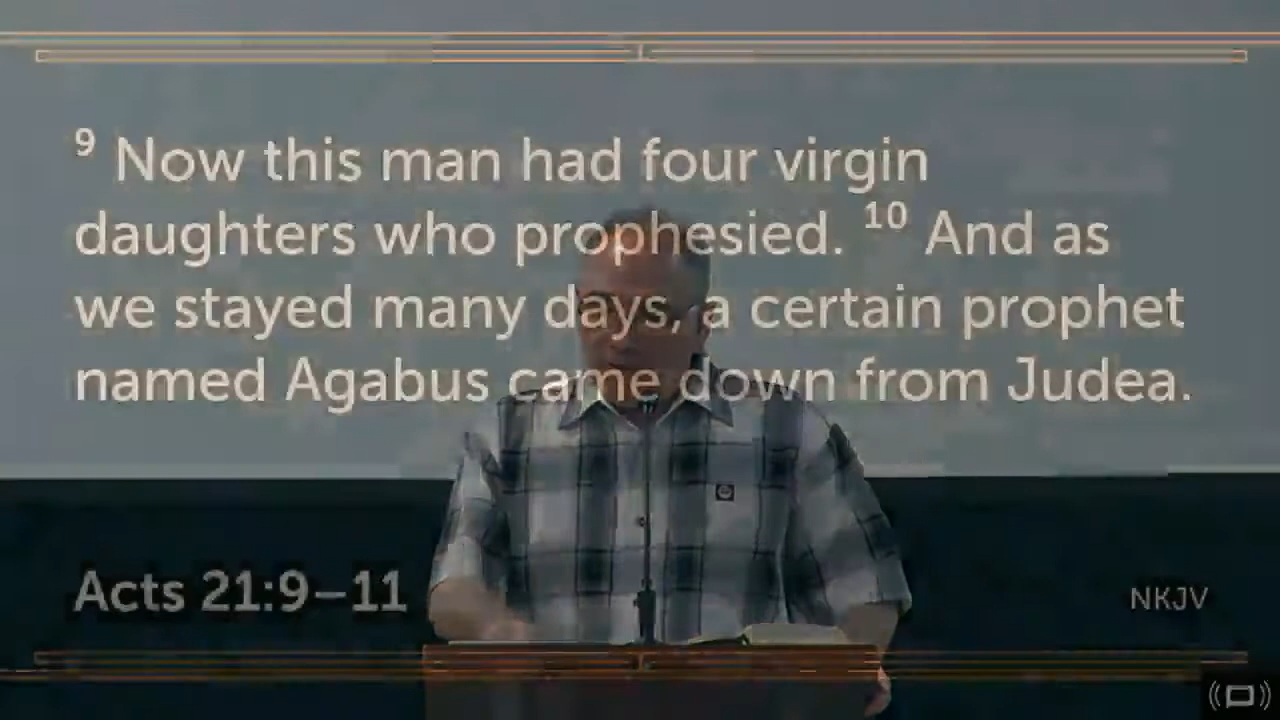 9 Now this man had four virgin
daughters who prophesied. 10 And as
we stayed many days, a certain prophet
named Agabus came down from Judea.
Acts 21:9–11
NKJV